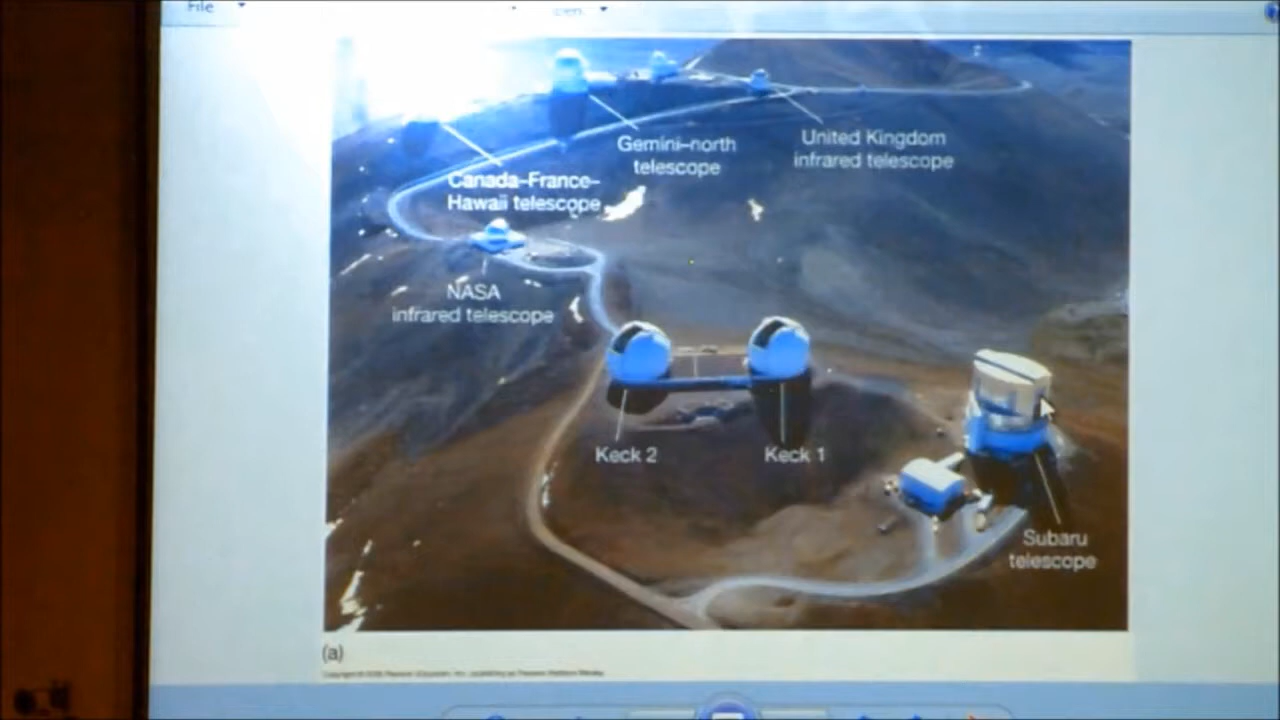 File
Gemini–north
telescope
United Kingdom
infrared telescope
Canada–France–
Hawaii telescope
NASA
infrared telescope
Keck 2
Keck 1
Subaru
telescope
(a)